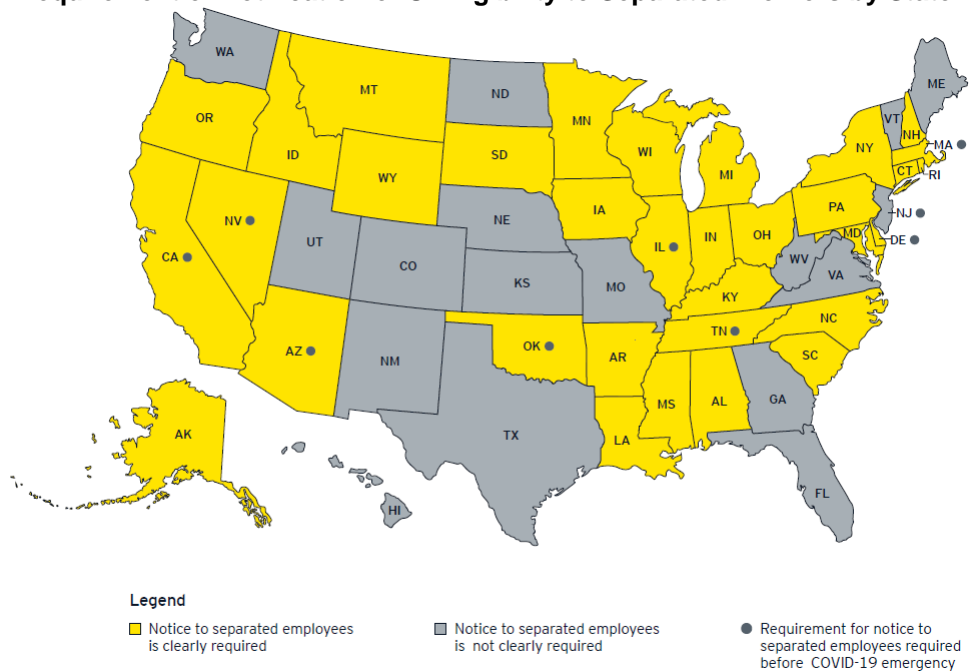 by State
WA
MT
ND
MN
ME
OR
ID
SD
WI
MI
NY
VT
NH
MA
CT
RI
WY
IA
PA
NJ
NV
UT
NE
IL
IN
OH
MD
DE
CA
CO
KS
MO
WV
VA
KY
AZ
NM
OK
AR
TN
NC
SC
MS
AL
GA
AK
TX
LA
FL
HI
Legend
Notice to separated employees
is clearly required
Notice to separated employees
is not clearly required
Requirement for notice to
separated employees required
before COVID-19 emergency